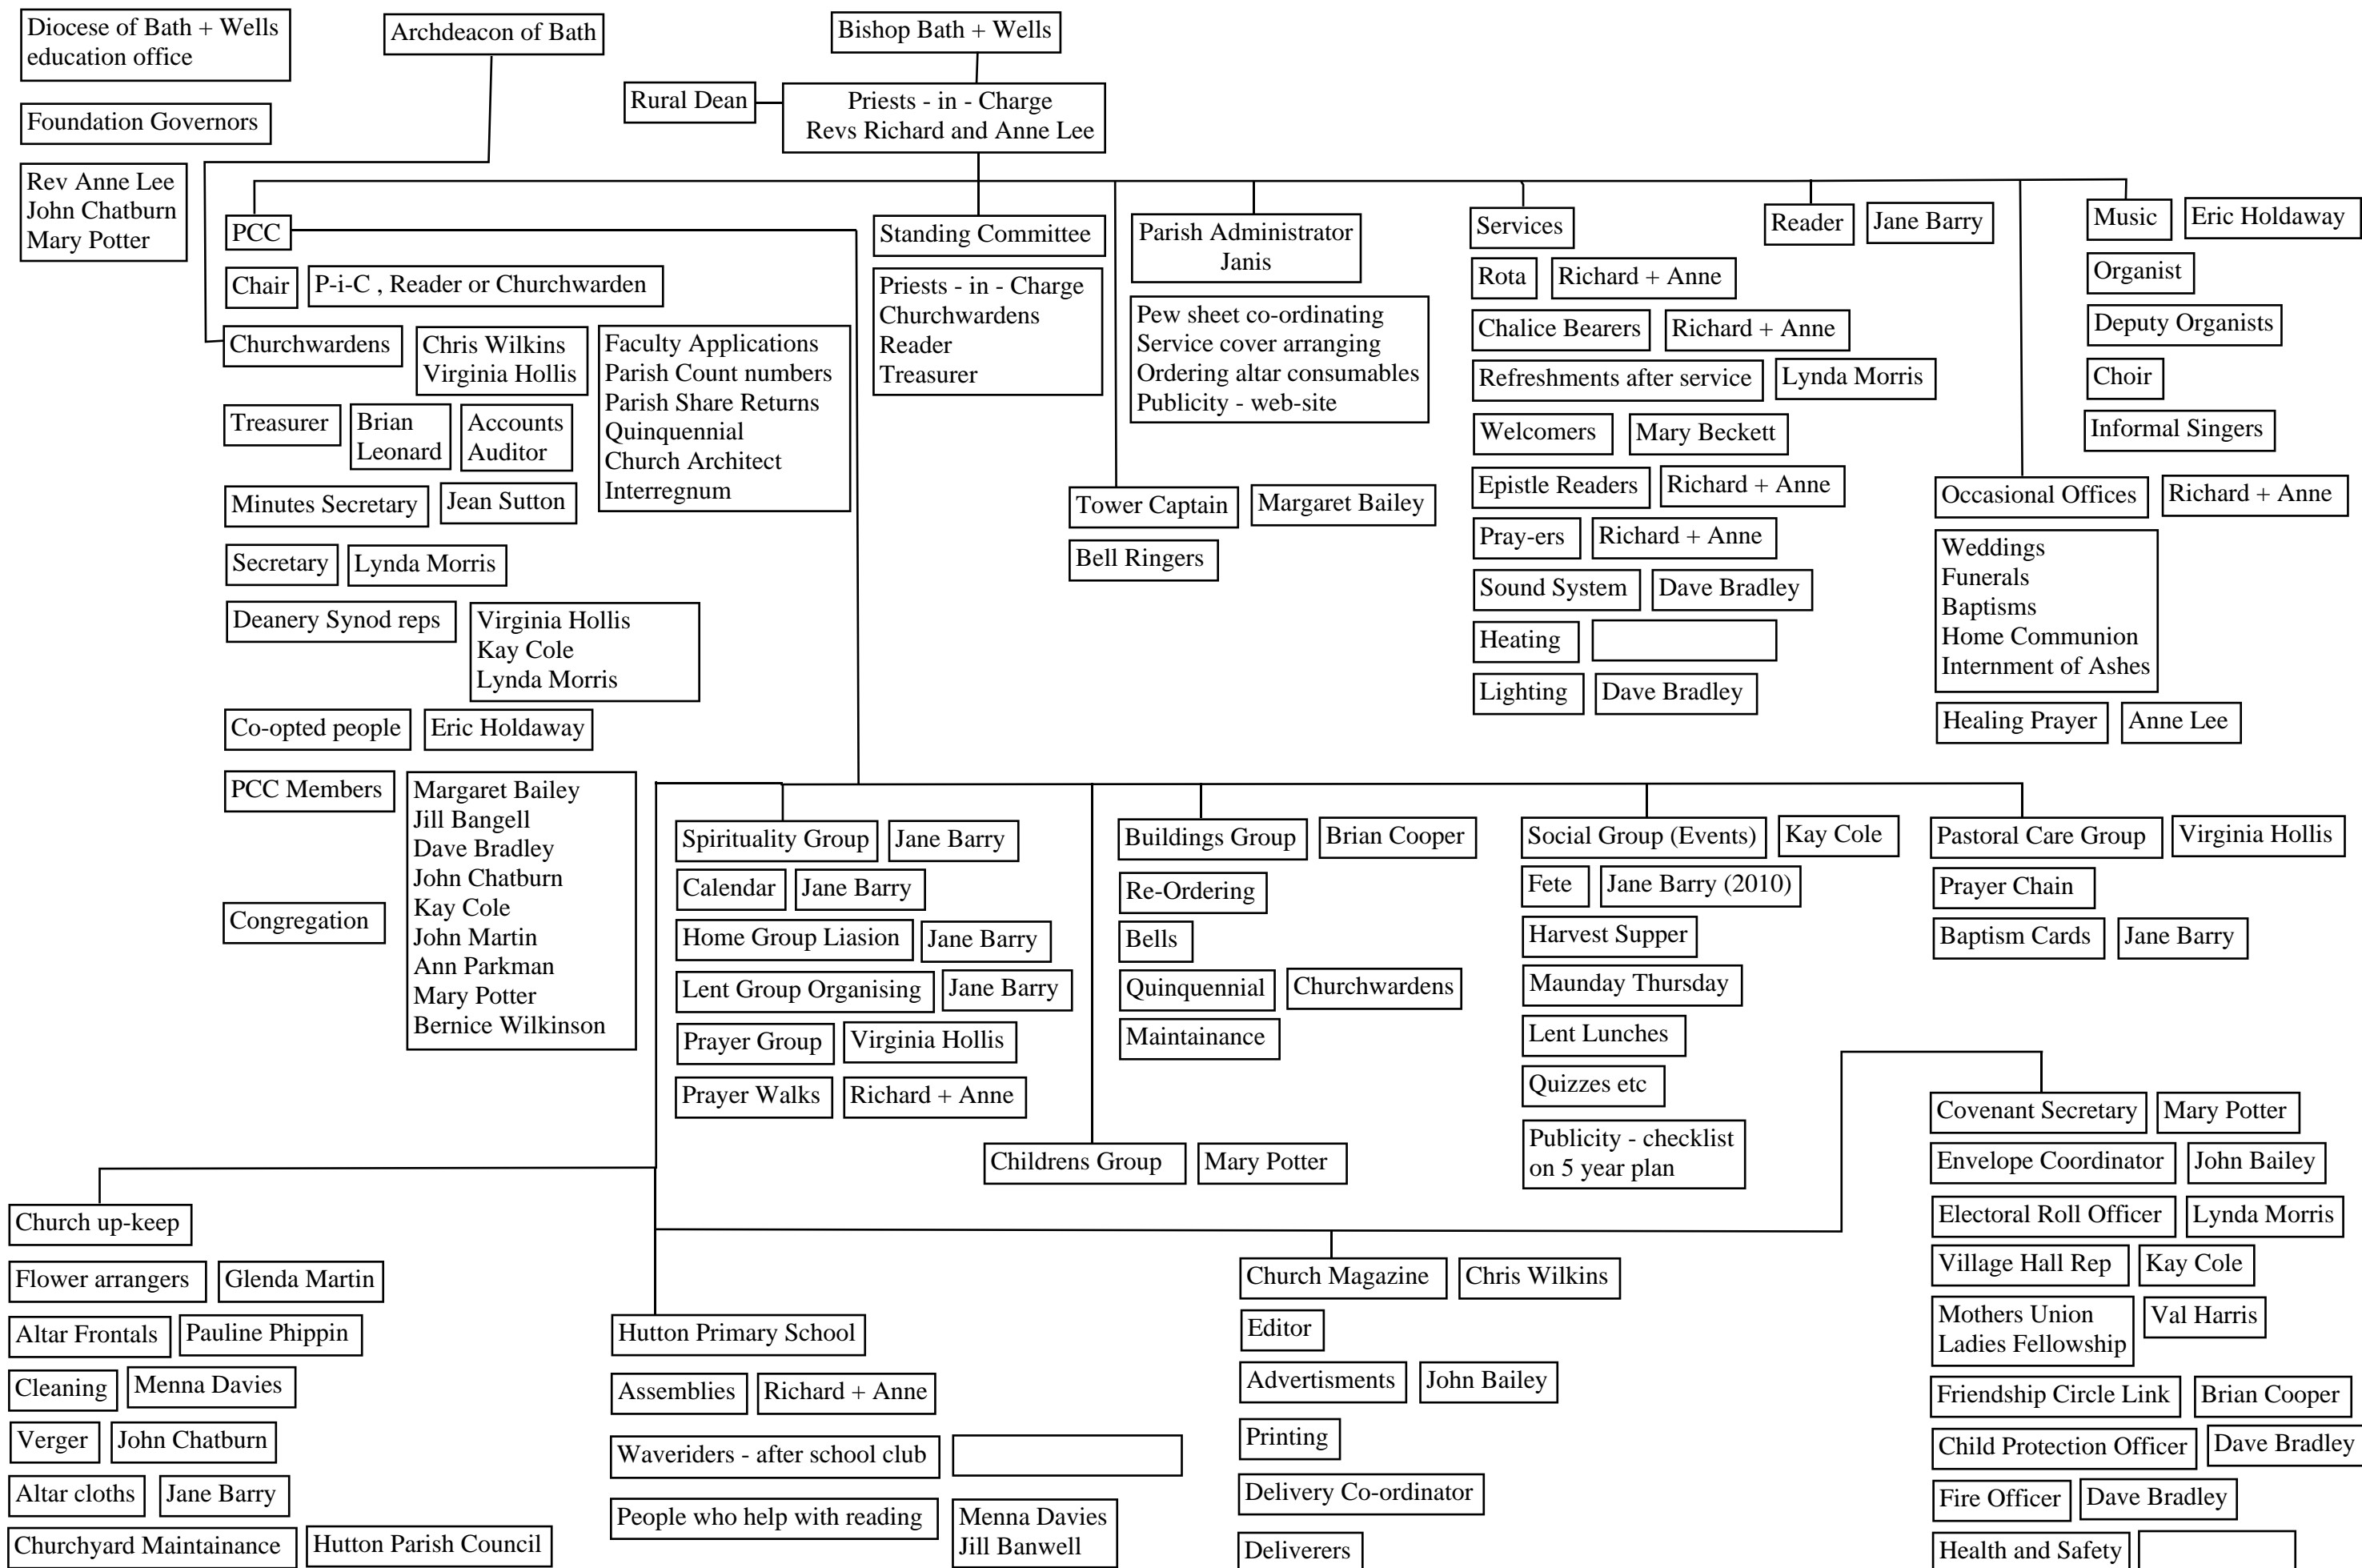 Diocese of Bath + Wells
education office
Archdeacon of Bath
Bishop Bath + Wells
Rural Dean
Priests - in - Charge
Revs Richard and Anne Lee
Foundation Governors
Rev Anne Lee
John Chatburn
Mary Potter
PCC
Chair
P-i-C , Reader or Churchwarden
Churchwardens
Chris Wilkins
Virginia Hollis
Faculty Applications
Parish Count numbers
Parish Share Returns
Quinquennial
Church Architect
Interregnum
Treasurer
Brian
Leonard
Accounts
Auditor
Minutes Secretary
Jean Sutton
Secretary
Lynda Morris
Deanery Synod reps
Virginia Hollis
Kay Cole
Lynda Morris
Co-opted people
Eric Holdaway
PCC Members
Margaret Bailey
Jill Bangell
Dave Bradley
John Chatburn
Kay Cole
John Martin
Ann Parkman
Mary Potter
Bernice Wilkinson
Congregation
Standing Committee
Priests - in - Charge
Churchwardens
Reader
Treasurer
Parish Administrator
Janis
Pew sheet co-ordinating
Service cover arranging
Ordering altar consumables
Publicity - web-site
Tower Captain
Margaret Bailey
Bell Ringers
Services
Rota
Richard + Anne
Chalice Bearers
Richard + Anne
Refreshments after service
Lynda Morris
Welcomers
Mary Beckett
Epistle Readers
Richard + Anne
Pray-ers
Richard + Anne
Sound System
Dave Bradley
Heating
Lighting
Dave Bradley
Reader
Jane Barry
Music
Eric Holdaway
Organist
Deputy Organists
Choir
Informal Singers
Occasional Offices
Richard + Anne
Weddings
Funerals
Baptisms
Home Communion
Internment of Ashes
Healing Prayer
Anne Lee
Spirituality Group
Jane Barry
Calendar
Jane Barry
Home Group Liasion
Jane Barry
Lent Group Organising
Jane Barry
Prayer Group
Virginia Hollis
Prayer Walks
Richard + Anne
Childrens Group
Mary Potter
Buildings Group
Brian Cooper
Re-Ordering
Bells
Quinquennial
Churchwardens
Maintainance
Social Group (Events)
Kay Cole
Fete
Jane Barry (2010)
Harvest Supper
Maunday Thursday
Lent Lunches
Quizzes etc
Publicity - checklist
on 5 year plan
Pastoral Care Group
Virginia Hollis
Prayer Chain
Baptism Cards
Jane Barry
Church up-keep
Flower arrangers
Glenda Martin
Altar Frontals
Pauline Phippin
Cleaning
Menna Davies
Verger
John Chatburn
Altar cloths
Jane Barry
Churchyard Maintainance
Hutton Parish Council
Hutton Primary School
Assemblies
Richard + Anne
Waveriders - after school club
People who help with reading
Menna Davies
Jill Banwell
Church Magazine
Chris Wilkins
Editor
Advertisments
John Bailey
Printing
Delivery Co-ordinator
Deliverers
Covenant Secretary
Mary Potter
Envelope Coordinator
John Bailey
Electoral Roll Officer
Lynda Morris
Village Hall Rep
Kay Cole
Mothers Union
Ladies Fellowship
Val Harris
Friendship Circle Link
Brian Cooper
Child Protection Officer
Dave Bradley
Fire Officer
Dave Bradley
Health and Safety